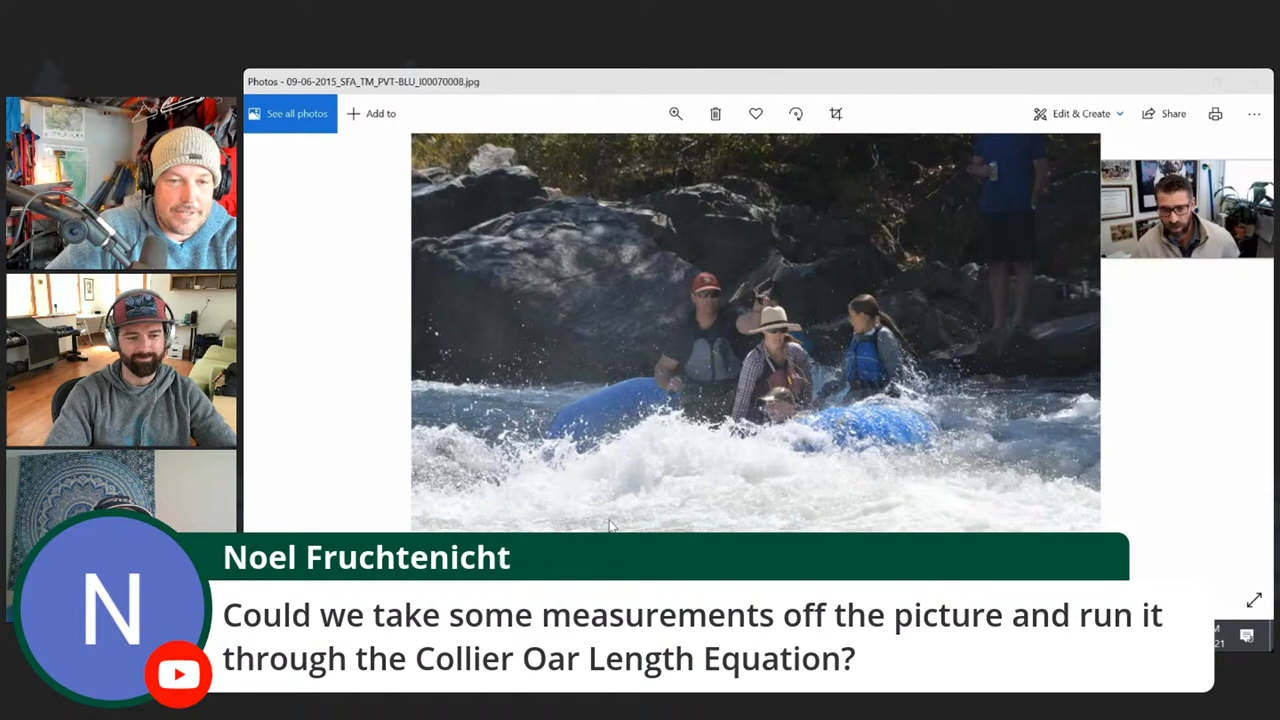 Photos - 09-06-2015_SFA_TM_PVT-BLU_I00070008.jpg
See all photos
Add to
Edit & Create
Share
M
21
N
Noel Fruchtenicht
Could we take some measurements off the picture and run it
through the Collier Oar Length Equation?